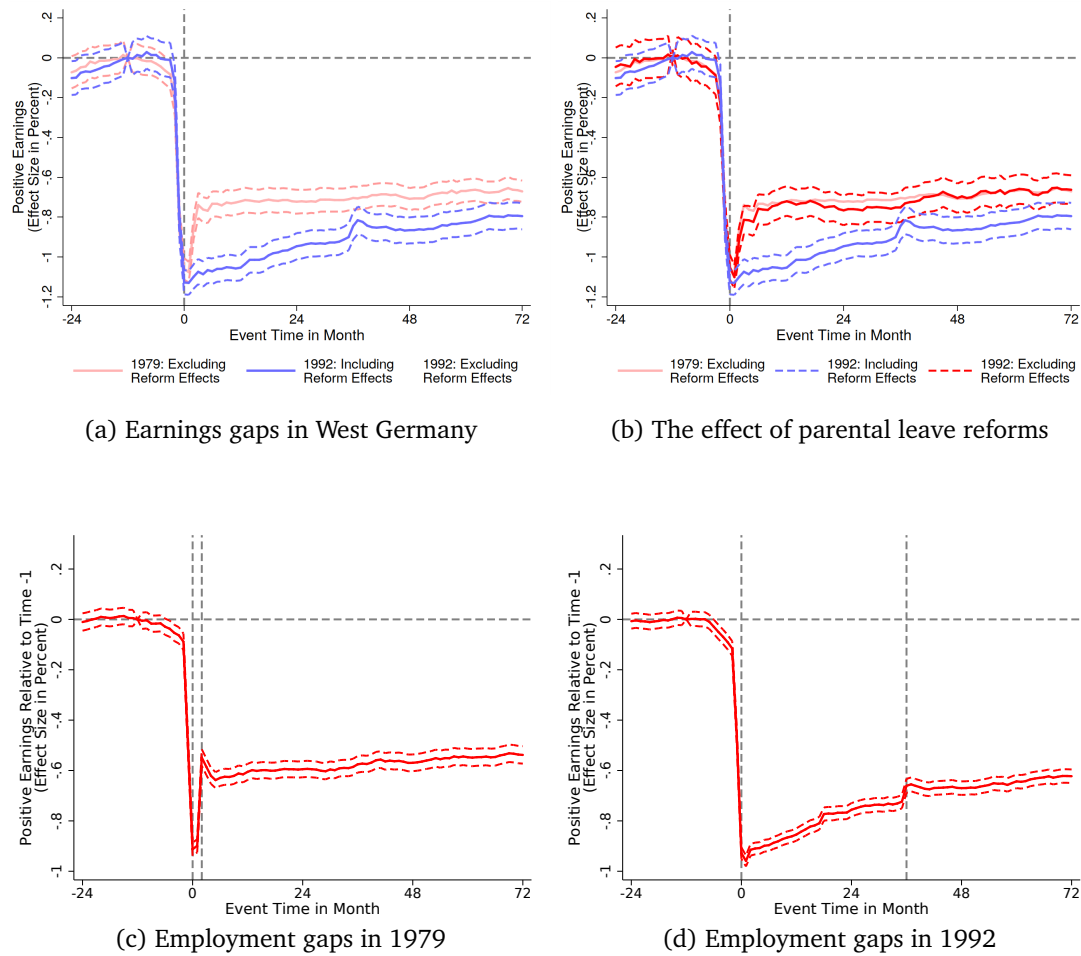 .2
0
-.2
-.4
-.6
-.8
-1
-1.2
Positive Earnings
(Effect Size in Percent)
-24 0 24 48 72
Event Time in Month
1979: Excluding
Reform Effects
1992: Including
Reform Effects
1992: Excluding
Reform Effects
(a) Earnings gaps in West Germany
.2
0
-.2
-.4
-.6
-.8
-1
-1.2
Positive Earnings
(Effect Size in Percent)
-24 0 24 48 72
Event Time in Month
1979: Excluding
Reform Effects
1992: Including
Reform Effects
1992: Excluding
Reform Effects
(b) The effect of parental leave reforms
.2
0
-.2
-.4
-.6
-.8
-1
Positive Earnings Relative to Time -1
(Effect Size in Percent)
-24 0 24 48 72
Event Time in Month
(c) Employment gaps in 1979
.2
0
-.2
-.4
-.6
-.8
-1
Positive Earnings Relative to Time -1
(Effect Size in Percent)
-24 0 24 48 72
Event Time in Month
(d) Employment gaps in 1992